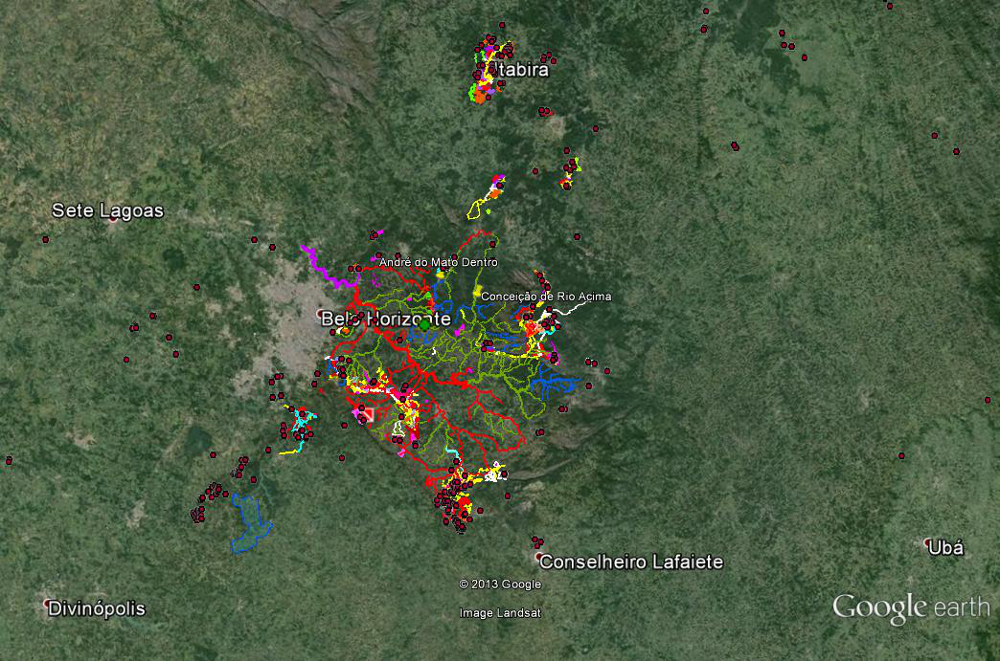 Itabira
Sete Lagoas
André do Mato Dentro
Conceição de Rio Acima
Belo Horizonte
Conselheiro Lafaiete
Ubá
© 2013 Google
Divinópolis
Image Landsat
Google earth